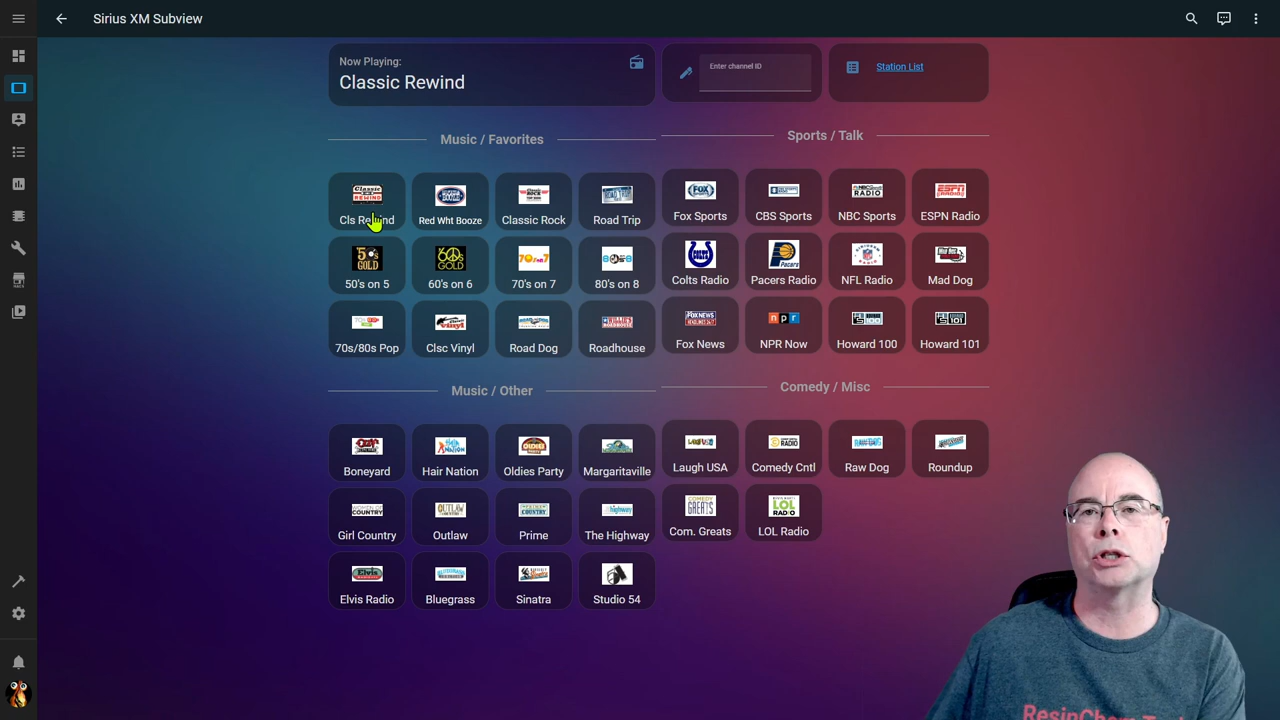 Sirius XM Subview
Now Playing:
Classic Rewind
Enter channel ID
Station List
Music / Favorites
Cls Rewind
Red Wht Booze
Classic Rock
Road Trip
50's on 5
60's on 6
70's on 7
80's on 8
70s/80s Pop
Clsc Vinyl
Road Dog
Roadhouse
Sports / Talk
Fox Sports
CBS Sports
NBC Sports
ESPN Radio
Colts Radio
Pacers Radio
NFL Radio
Mad Dog
Fox News
NPR Now
Howard 100
Howard 101
Music / Other
Boneyard
Hair Nation
Oldies Party
Margaritaville
Girl Country
Outlaw
Prime
The Highway
Elvis Radio
Bluegrass
Sinatra
Studio 54
Comedy / Misc
Laugh USA
Comedy Cntl
Raw Dog
Roundup
Com. Greats
LOL Radio